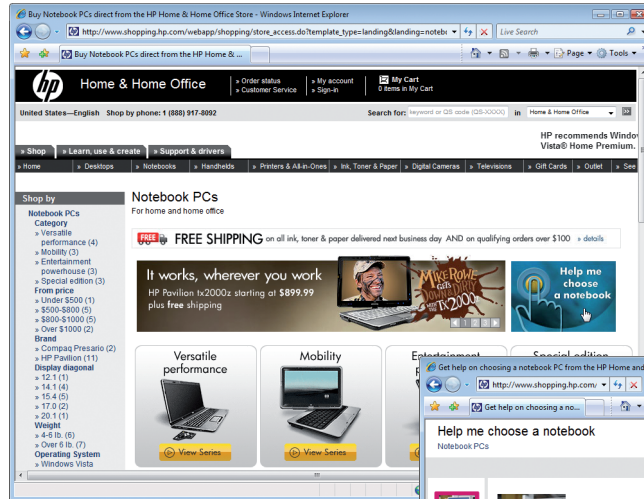 Buy Notebook PCs direct from the HP Home & Home Office Store - Windows Internet Explorer
http://www.shopping.hp.com/webapp/shopping/store_access.do?template_type=landing&landing=notebo
Live Search
Buy Notebook PCs direct from the HP Home & ...
Page
Tools
hp
Home & Home Office
» Order status
» Customer Service
» My account
» Sign-in
My Cart
0 items in My Cart
United States—English Shop by phone: 1 (888) 917-8092
Search for: keyword or QS code (QS-XXXX) in Home & Home Office
HP recommends Window
Vista® Home Premium.
» Shop » Learn, use & create » Support & drivers
» Home » Desktops » Notebooks » Handhelds » Printers & All-in-Ones » Ink, Toner & Paper » Digital Cameras » Televisions » Gift Cards » Outlet » See
Shop by
Notebook PCs
Category
» Versatile
performance (4)
» Mobility (3)
» Entertainment
powerhouse (3)
» Special edition (3)
From price
» Under $500 (1)
» $500-$800 (5)
» $800-$1000 (5)
» Over $1000 (2)
Brand
» Compaq Presario (2)
» HP Pavilion (11)
Display diagonal
» 12.1 (1)
» 14.1 (4)
» 15.4 (5)
» 17.0 (2)
» 20.1 (1)
Weight
» 4-6 lb. (6)
» Over 6 lb. (7)
Operating System
» Windows Vista
Notebook PCs
For home and home office
FREE FREE SHIPPING on all ink, toner & paper delivered next business day AND on qualifying orders over $100 » details
It works, wherever you work
HP Pavilion tx2000z starting at $899.99
plus free shipping
MIKE ROWE
gets
DOWN & DIRTY
WITH THE TX2000z
1 2 3
Help me
choose
a notebook
Versatile
performance
View Series
Mobility
View Series
Entertainment
Special edition
Get help on choosing a notebook PC from the HP Home and
http://www.shopping.hp.com/
Get help on choosing a no...
Help me choose a notebook
Notebook PCs